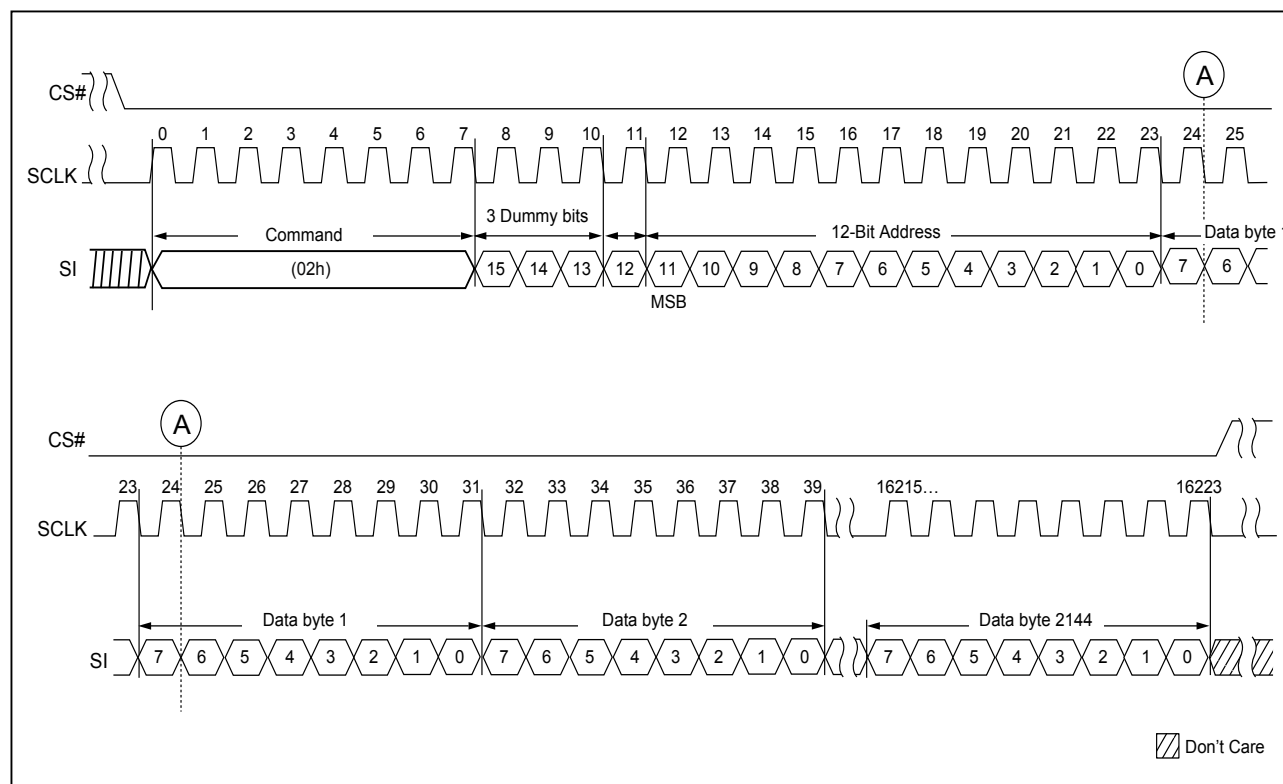 A
CS#
0 1 2 3 4 5 6 7 8 9 10 11 12 13 14 15 16 17 18 19 20 21 22 23 24 25
SCLK
3 Dummy bits
Command 12-Bit Address Data byte 1
SI (02h) 15 14 13 12 11 10 9 8 7 6 5 4 3 2 1 0 7 6
MSB
A
CS#
23 24 25 26 27 28 29 30 31 32 33 34 35 36 37 38 39 16215... 16223
SCLK
Data byte 1 Data byte 2 Data byte 2144
SI 7 6 5 4 3 2 1 0 7 6 5 4 3 2 1 0 7 6 5 4 3 2 1 0
Don't Care